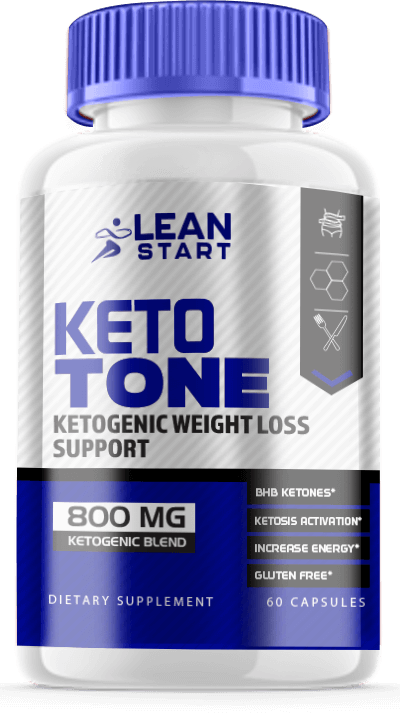 LEAN
START
KETO
TONE
KETOGENIC WEIGHT LOSS
SUPPORT
800 MG
KETOGENIC BLEND
BHB KETONES*
KETOSIS ACTIVATION*
INCREASE ENERGY*
GLUTEN FREE*
DIETARY SUPPLEMENT
60 CAPSULES